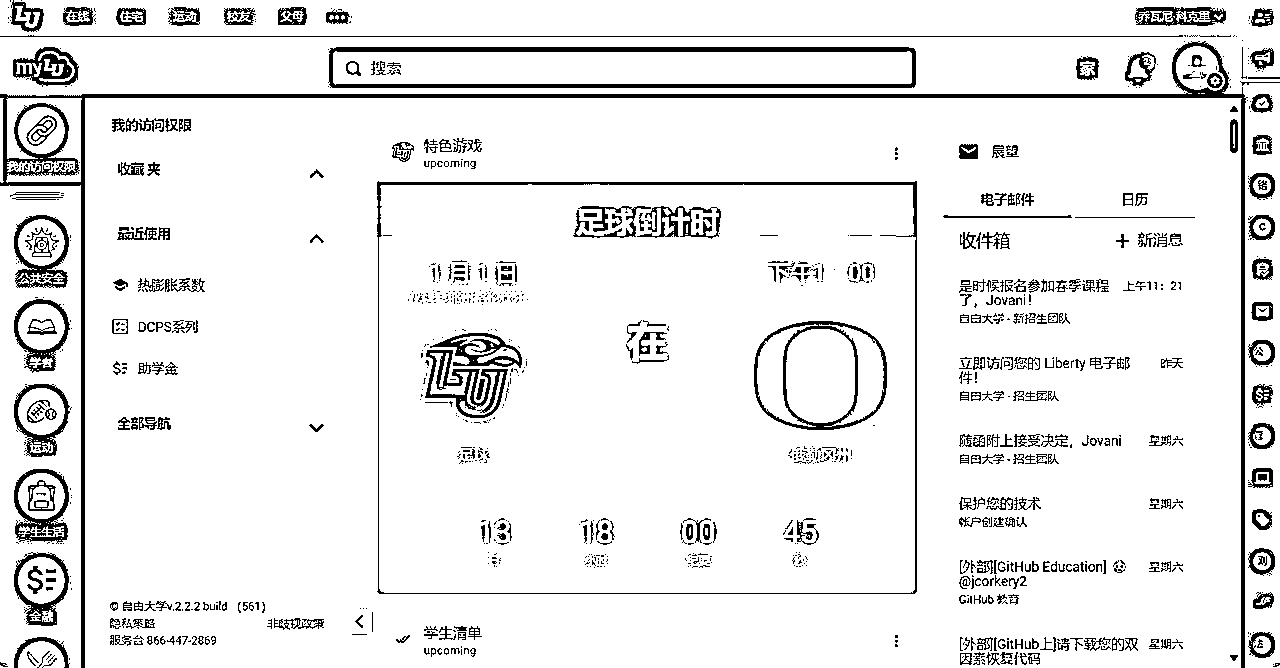 LU 在线 住宅 运动 校友 父母
乔瓦尼·科克里
myLU
搜索
家
我的访问权限
公共安全
学者
运动
学生生活
金融
我的访问权限
收藏 夹
最近使用
热膨胀系数
DCPS系列
助学金
全部导航
© 自由大学v.2.2.2 build （561）
隐私策略
非歧视政策
服务台 866-447-2869
特色游戏
upcoming
足球倒计时
1 月 1 日
下午1：00
在
足球
俄勒冈州
13
18
00
45
日
小时
纪要
秒
学生清单
upcoming
展望
电子邮件
日历
收件箱
新消息
是时候报名参加春季课程 上午11：21
了，Jovani！
自由大学 - 新招生团队
立即访问您的 Liberty 电子邮 昨天
件！
自由大学 - 招生团队
随函附上接受决定，Jovani 星期六
自由大学 - 招生团队
保护您的技术 星期六
帐户创建确认
[外部][GitHub Education] 星期六
@jcorkery2
GitHub 教育
[外部][GitHub上]请下载您的双 星期六
因素恢复代码